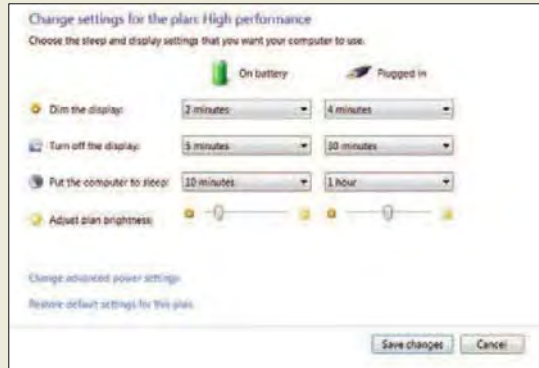 Change settings for the plan: High performance
Choose the sleep and display settings that you want your computer to use.
On battery Plugged in
Dim the display: 2 minutes 4 minutes
Turn off the display: 5 minutes 30 minutes
Put the computer to sleep: 10 minutes 1 hour
Adjust plan brightness:
Change advanced power settings
Restore default settings for this plan
Save changes Cancel